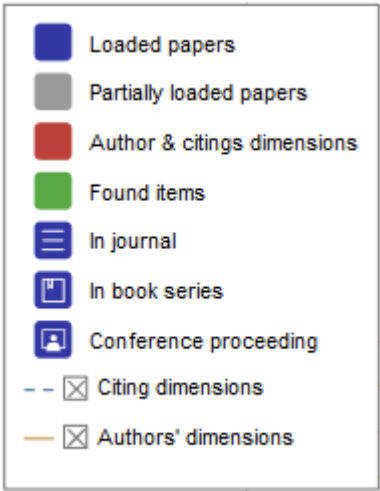 Loaded papers
Partially loaded papers
Author & citings dimensions
Found items
In journal
In book series
Conference proceeding
Citing dimensions
Authors' dimensions